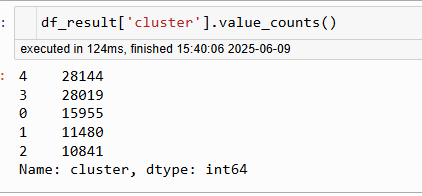 : df_result['cluster'].value_counts()
executed in 124ms, finished 15:40:06 2025-06-09
: 4 28144
3 28019
0 15955
1 11480
2 10841
Name: cluster, dtype: int64